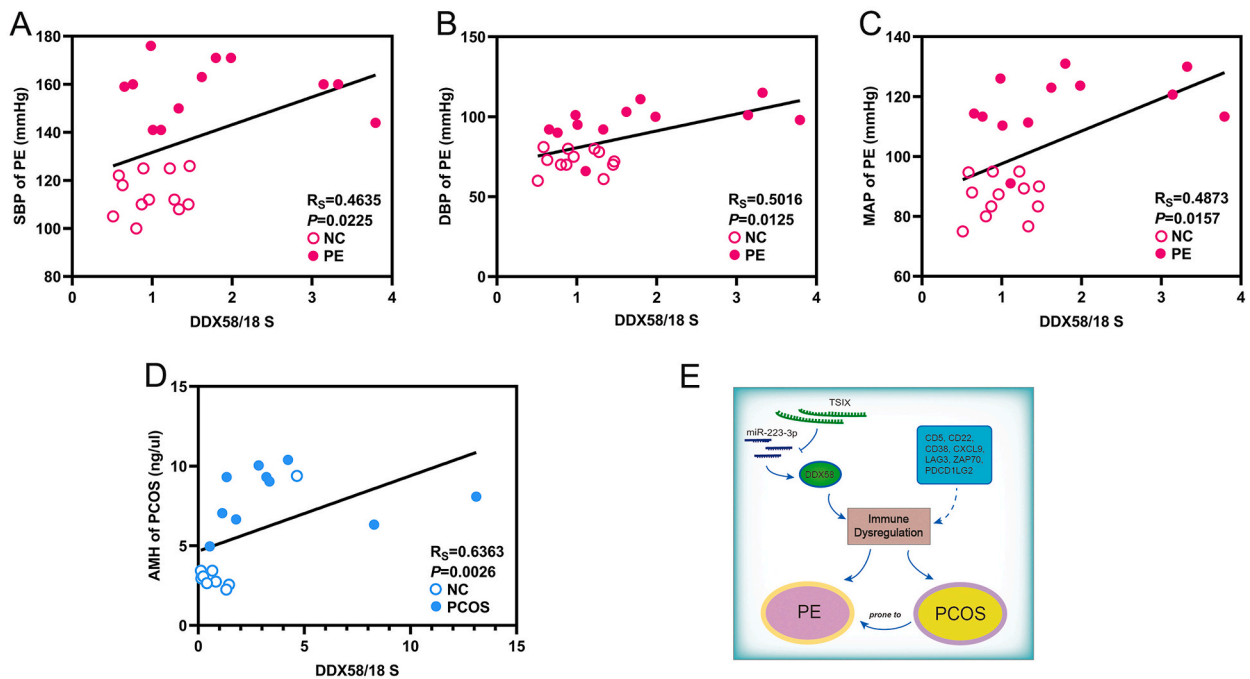 A
180
160
140
120
100
80
SBP of PE (mmHg)
R_S=0.4635
P=0.0225
NC
PE
0
1
2
3
4
DDX58/18 S
B
150
100
50
0
DBP of PE (mmHg)
R_S=0.5016
P=0.0125
NC
PE
0
1
2
3
4
DDX58/18 S
C
140
120
100
80
60
MAP of PE (mmHg)
R_S=0.4873
P=0.0157
NC
PE
0
1
2
3
4
DDX58/18 S
D
15
10
5
0
AMH of PCOS (ng/ul)
R_S=0.6363
P=0.0026
NC
PCOS
0
5
10
15
DDX58/18 S
E
TSIX
miR-223-3p
DDX58
CD5, CD22,
CD38, CXCL9,
LAG3, ZAP70,
PDCD1LG2
Immune
Dysregulation
PE
prone to
PCOS